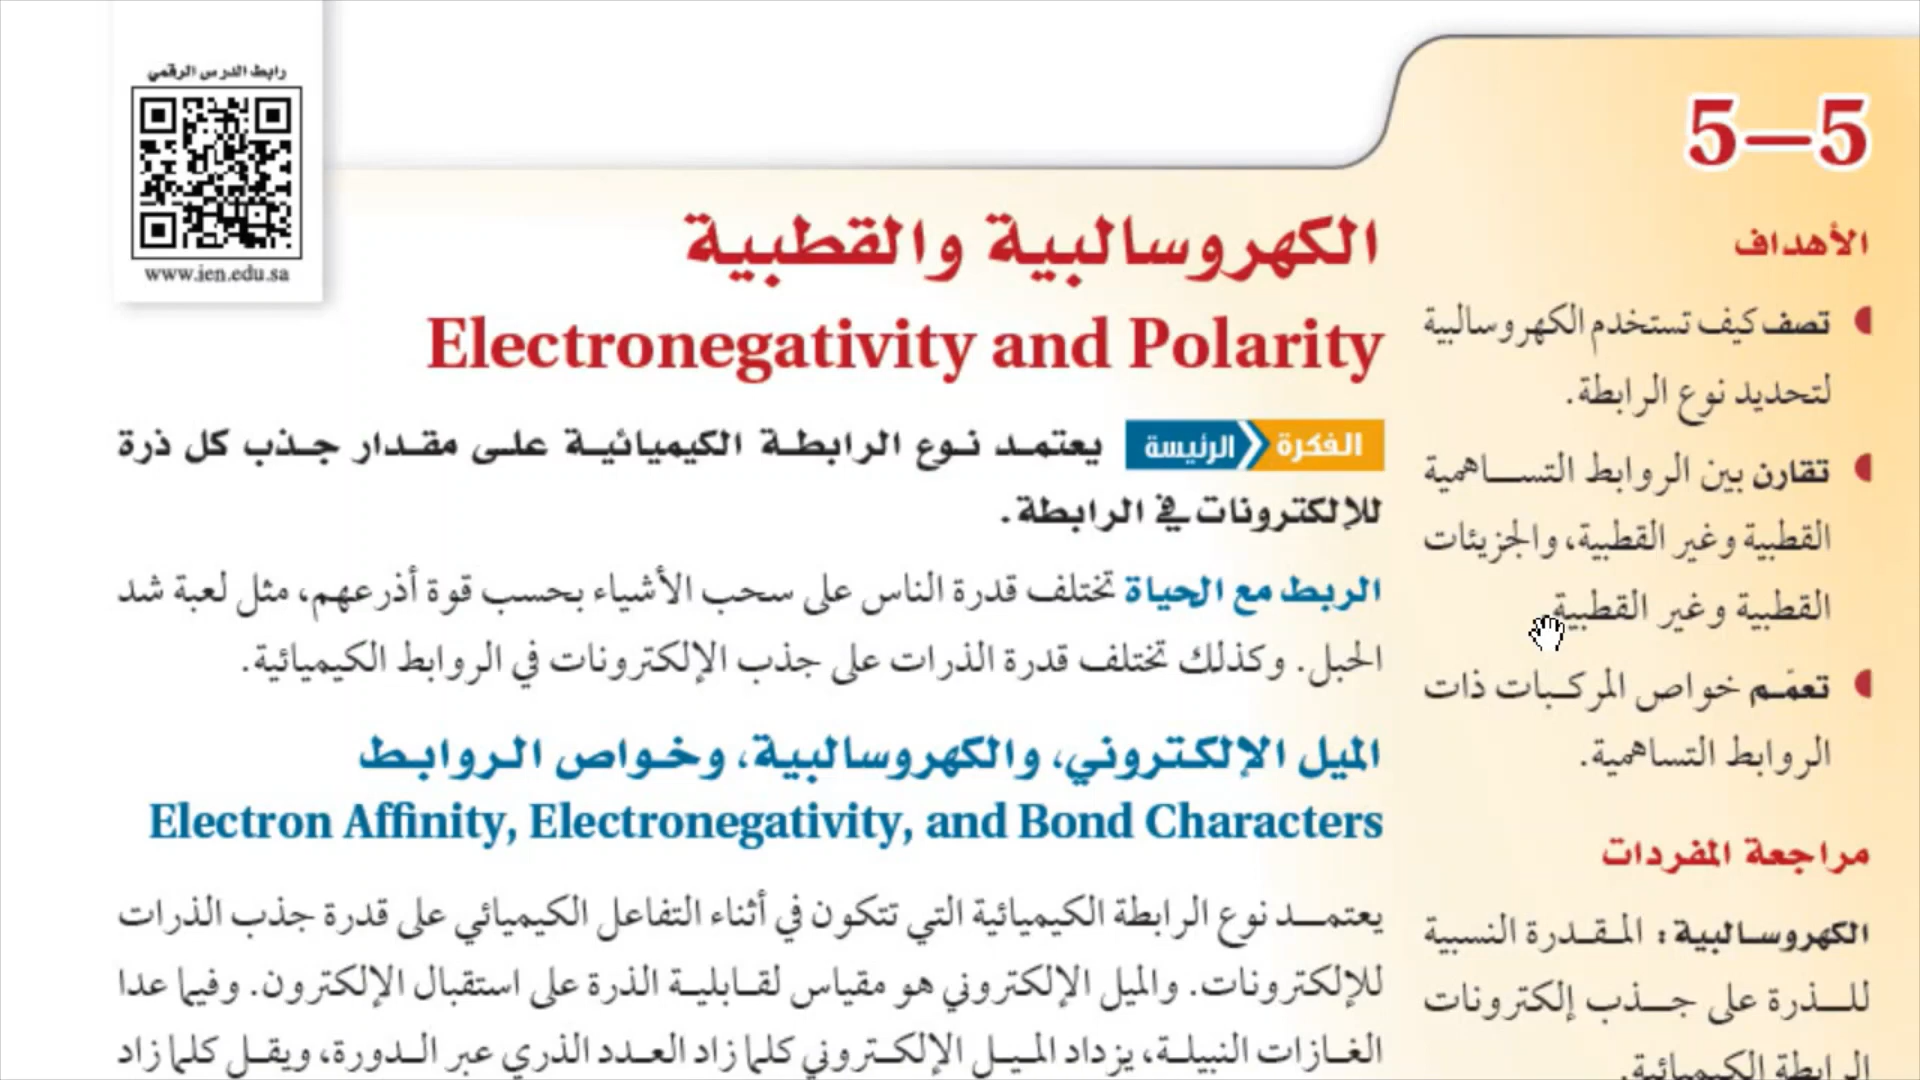 رابط الدرس الرقمي
www.ien.edu.sa
5–5
الكهروسالبية والقطبية
Electronegativity and Polarity
الفكرة الرئيسة يعتمد نوع الرابطة الكيميائية على مقدار جذب كل ذرة
للإلكترونات في الرابطة.
الربط مع الحياة تختلف قدرة الناس على سحب الأشياء بحسب قوة أذرعهم، مثل لعبة شد
الحبل. وكذلك تختلف قدرة الذرات على جذب الإلكترونات في الروابط الكيميائية.
الميل الإلكتروني، والكهروسالبية، وخواص الروابط
Electron Affinity, Electronegativity, and Bond Characters
يعتمد نوع الرابطة الكيميائية التي تتكون في أثناء التفاعل الكيميائي على قدرة جذب الذرات
للإلكترونات. والميل الإلكتروني هو مقياس لقابلية الذرة على استقبال الإلكترون. وفيما عدا
الغازات النبيلة، يزداد الميل الإلكتروني كلما زاد العدد الذري عبر الدورة، ويقل كلما زاد
الأهداف
تصف كيف تستخدم الكهروسالبية
لتحديد نوع الرابطة.
تقارن بين الروابط التساهمية
القطبية وغير القطبية، والجزيئات
القطبية وغير القطبية
تعمّم خواص المركبات ذات
الروابط التساهمية.
مراجعة المفردات
الكهروسالبية: المقدرة النسبية
للذرة على جذب إلكترونات
الرابطة الكيميائية.